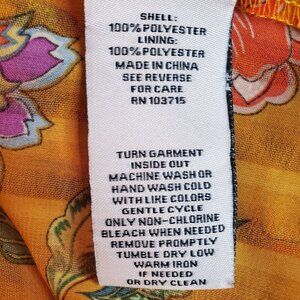 SHELL:
100% POLYESTER
LINING:
100% POLYESTER
MADE IN CHINA
SEE REVERSE
FOR CARE
RN 103715
TURN GARMENT
INSIDE OUT
MACHINE WASH OR
HAND WASH COLD
WITH LIKE COLORS
GENTLE CYCLE
ONLY NON-CHLORINE
BLEACH WHEN NEEDED
REMOVE PROMPTLY
TUMBLE DRY LOW
WARM IRON
IF NEEDED
OR DRY CLEAN